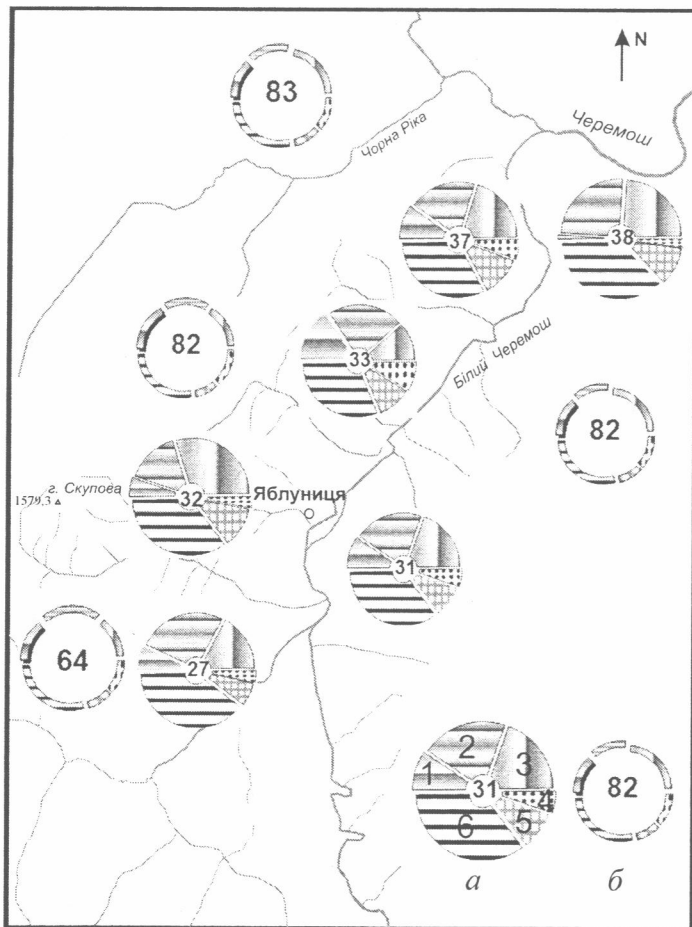 N
83
Чорна Ріка
Черемош
37
38
82
33
Білий Черемош
82
г. Скупова
1579,3
32
Яблуниця
31
64
27
2
3
1
31
4
82
6
5
а
б